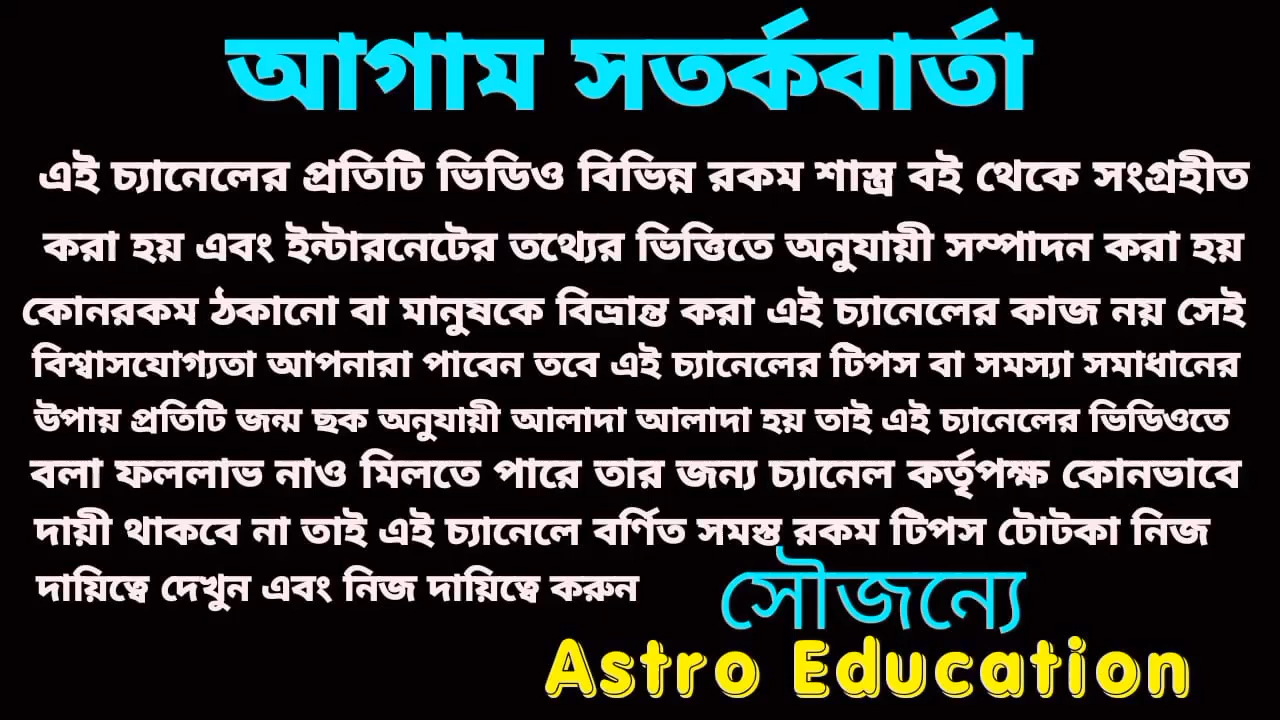 আগাম সতর্কবার্তা
এই চ্যানেলের প্রতিটি ভিডিও বিভিন্ন রকম শাস্ত্র বই থেকে সংগ্রহীত
করা হয় এবং ইন্টারনেটের তথ্যের ভিত্তিতে অনুযায়ী সম্পাদন করা হয়
কোনরকম ঠকানো বা মানুষকে বিভ্রান্ত করা এই চ্যানেলের কাজ নয় সেই
বিশ্বাসযোগ্যতা আপনারা পাবেন তবে এই চ্যানেলের টিপস বা সমস্যা সমাধানের
উপায় প্রতিটি জন্ম ছক অনুযায়ী আলাদা আলাদা হয় তাই এই চ্যানেলের ভিডিওতে
বলা ফললাভ নাও মিলতে পারে তার জন্য চ্যানেল কর্তৃপক্ষ কোনভাবে
দায়ী থাকবে না তাই এই চ্যানেলে বর্ণিত সমস্ত রকম টিপস টোটকা নিজ
দায়িত্বে দেখুন এবং নিজ দায়িত্বে করুন
সৌজন্যে
Astro Education